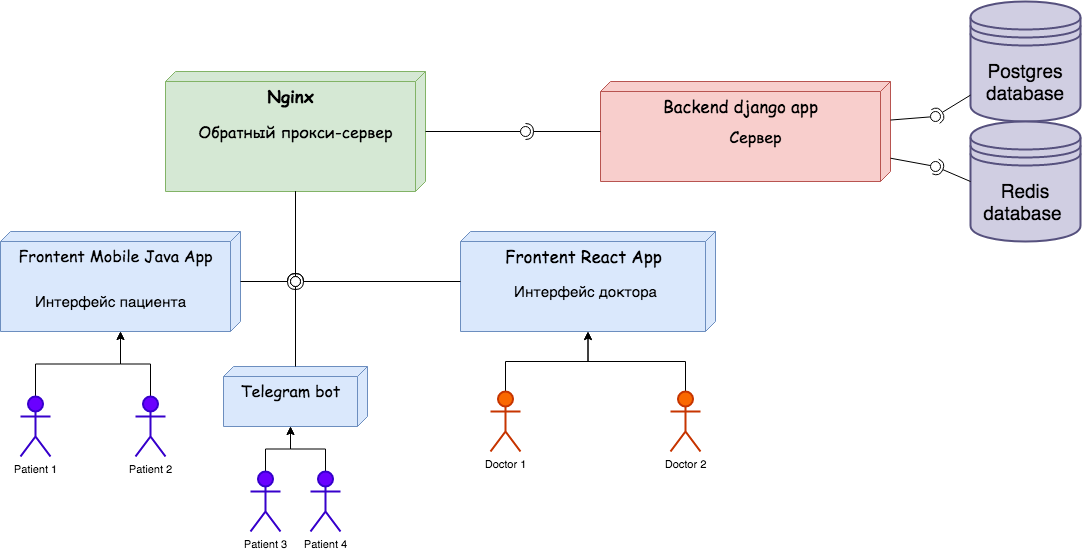 Nginx
Обратный прокси-сервер
Backend django app
Сервер
Postgres
database
Redis
database
Frontent Mobile Java App
Интерфейс пациента
Frontent React App
Интерфейс доктора
Telegram bot
Patient 1
Patient 2
Doctor 1
Doctor 2
Patient 3
Patient 4